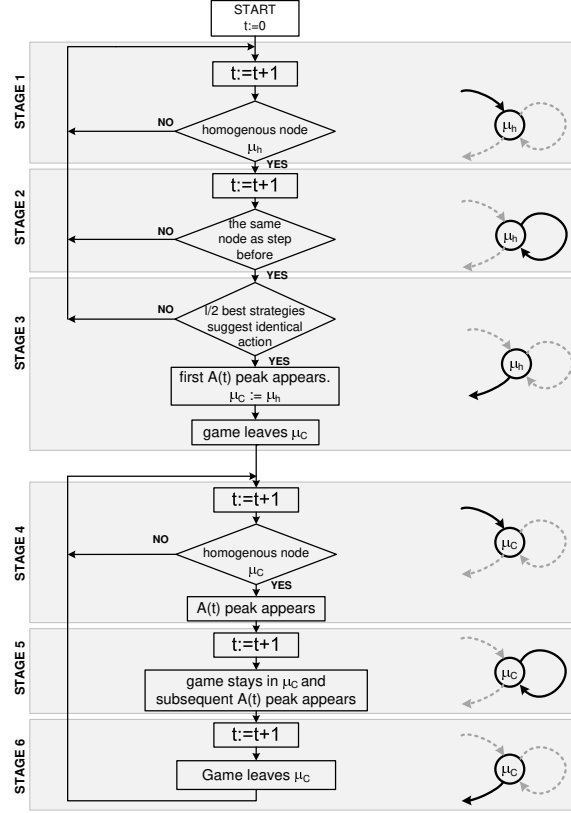 START
t:=0
STAGE 1
t:=t+1
NO
homogenous node
μh
YES
μh
STAGE 2
t:=t+1
NO
the same
node as step
before
YES
μh
STAGE 3
NO
l/2 best strategies
suggest identical
action
YES
first A(t) peak appears.
μC := μh
game leaves μC
μh
STAGE 4
t:=t+1
NO
homogenous node
μC
YES
A(t) peak appears
μC
STAGE 5
t:=t+1
game stays in μC and
subsequent A(t) peak appears
μC
STAGE 6
t:=t+1
Game leaves μC
μC